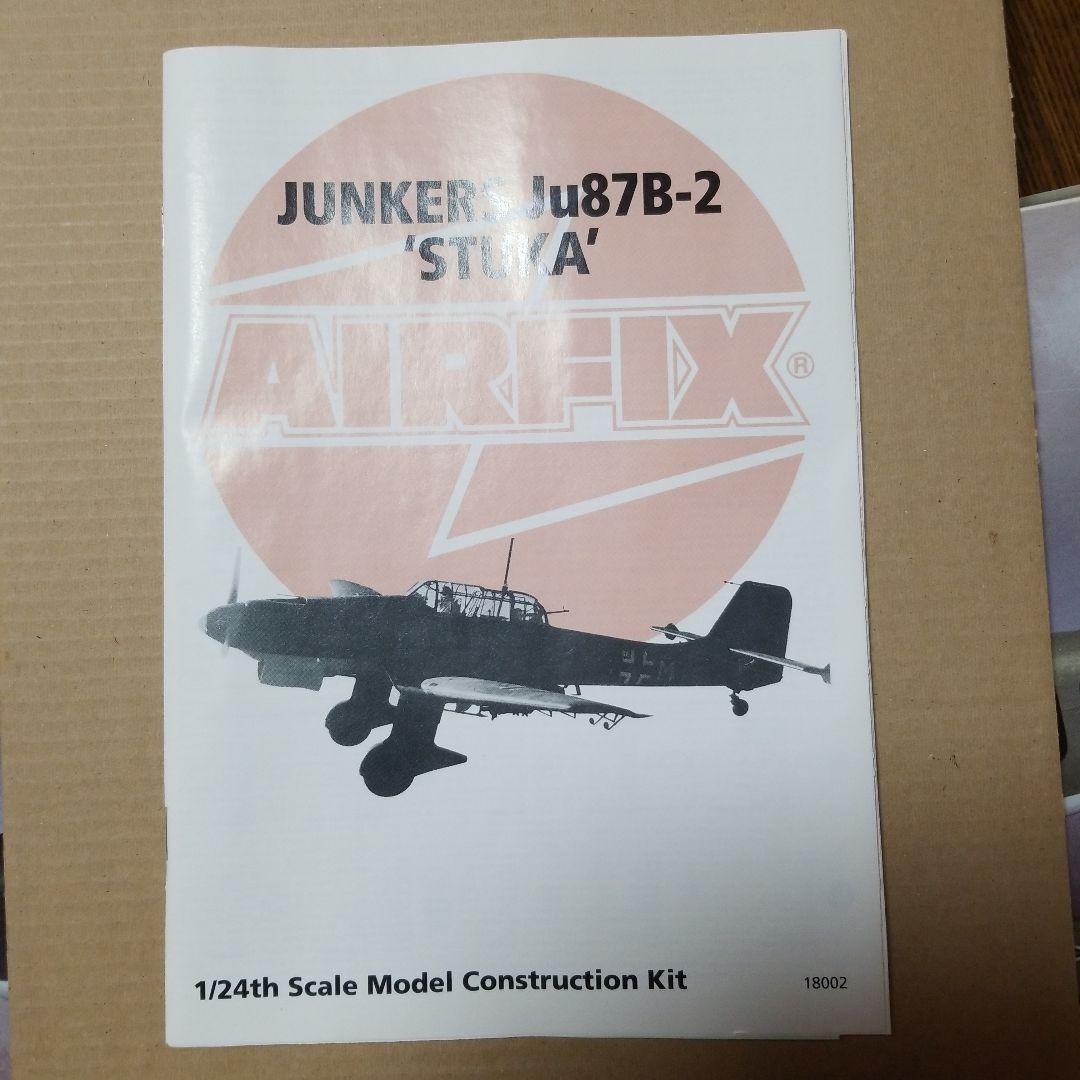 JUNKERS Ju87B-2
‘STUKA’
AIRFIX®
1/24th Scale Model Construction Kit
18002